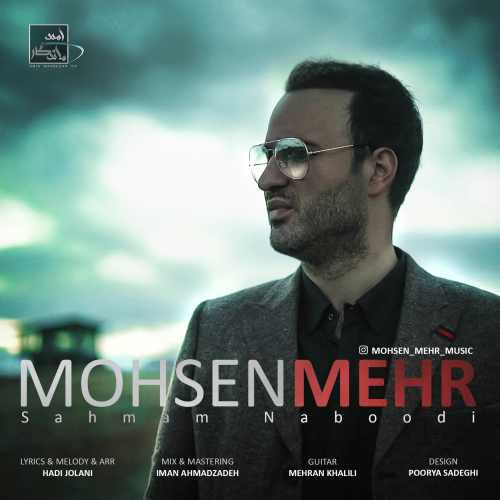 MOHSEN_MEHR_MUSIC
MOHSENMEHR
Sahmam Naboodi
LYRICS & MELODY & ARR
HADI JOLANI
MIX & MASTERING
IMAN AHMADZADEH
GUITAR
MEHRAN KHALILI
DESIGN
POORYA SADEGHI